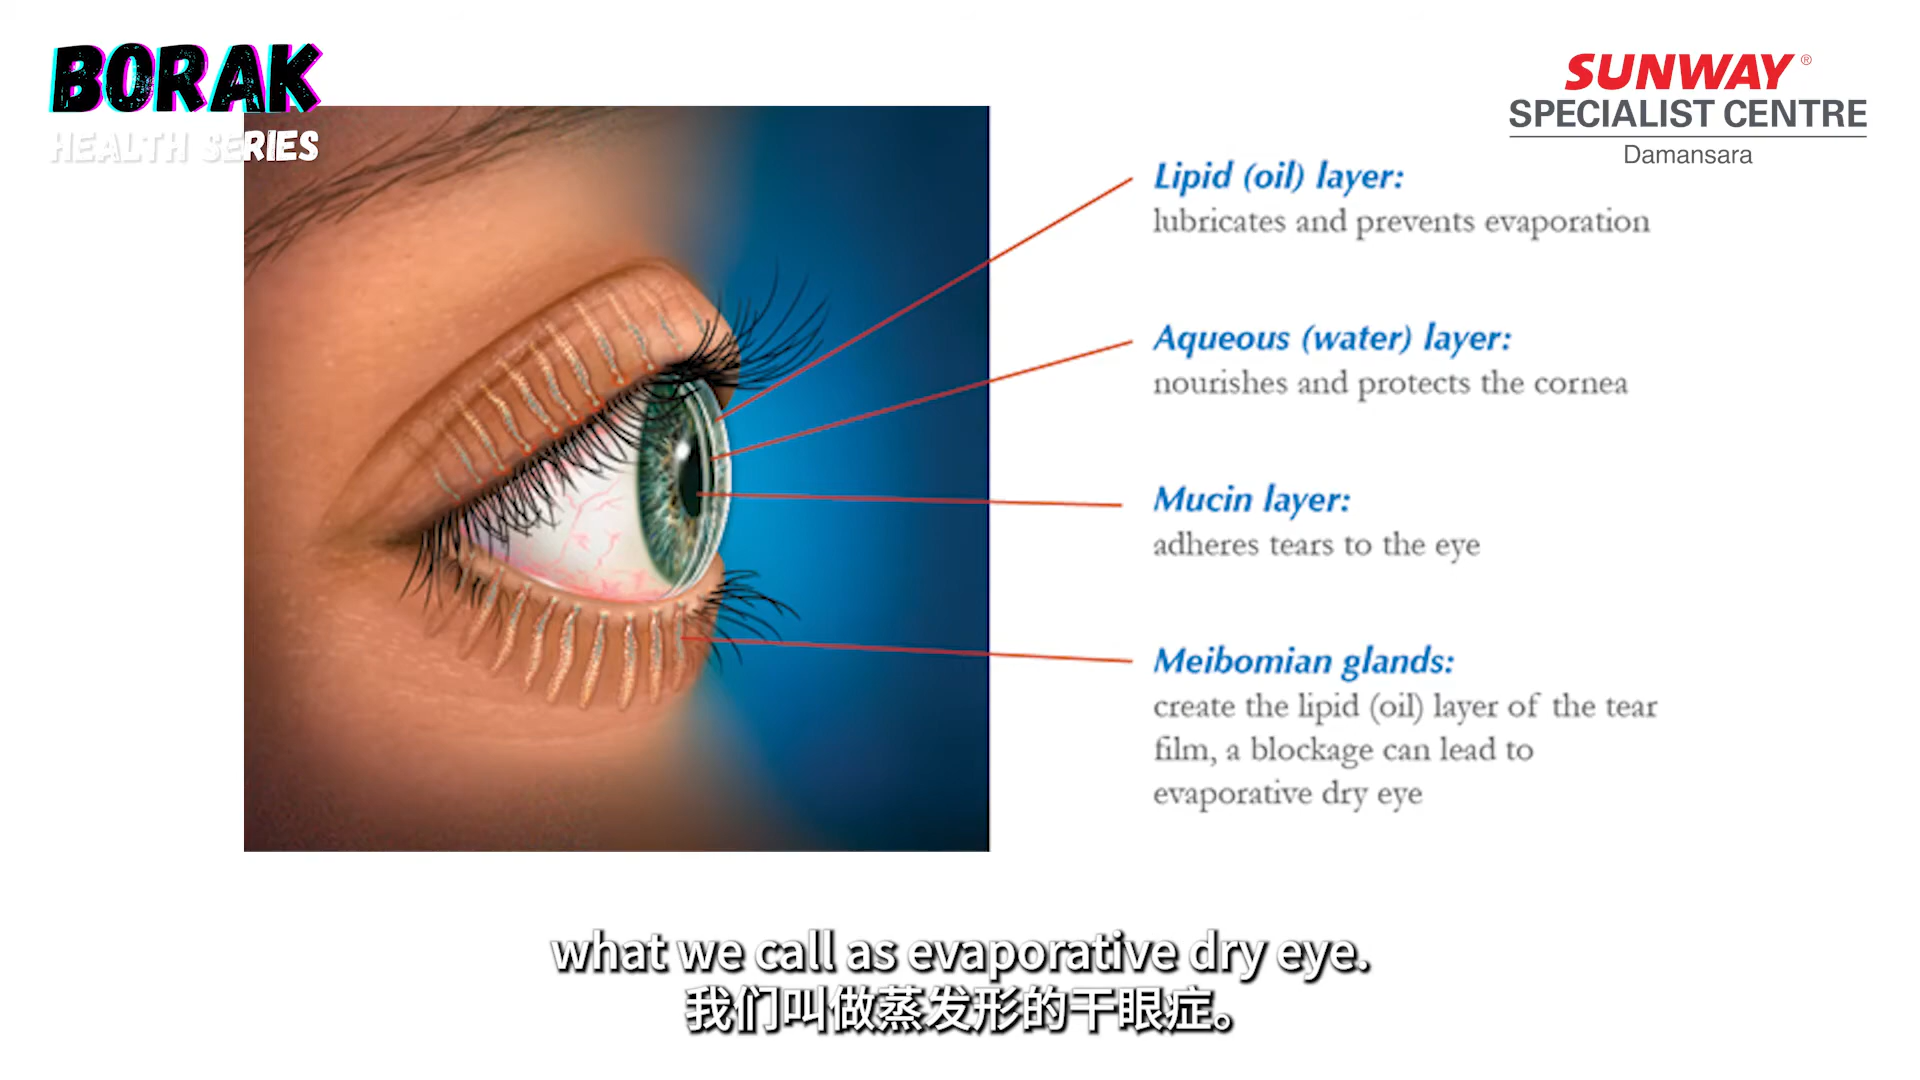 BORAK
HEALTH SERIES
SUNWAY®
SPECIALIST CENTRE
Damansara
Lipid (oil) layer:
lubricates and prevents evaporation
Aqueous (water) layer:
nourishes and protects the cornea
Mucin layer:
adheres tears to the eye
Meibomian glands:
create the lipid (oil) layer of the tear
film, a blockage can lead to
evaporative dry eye
what we call as evaporative dry eye.
我们叫做蒸发形的干眼症。